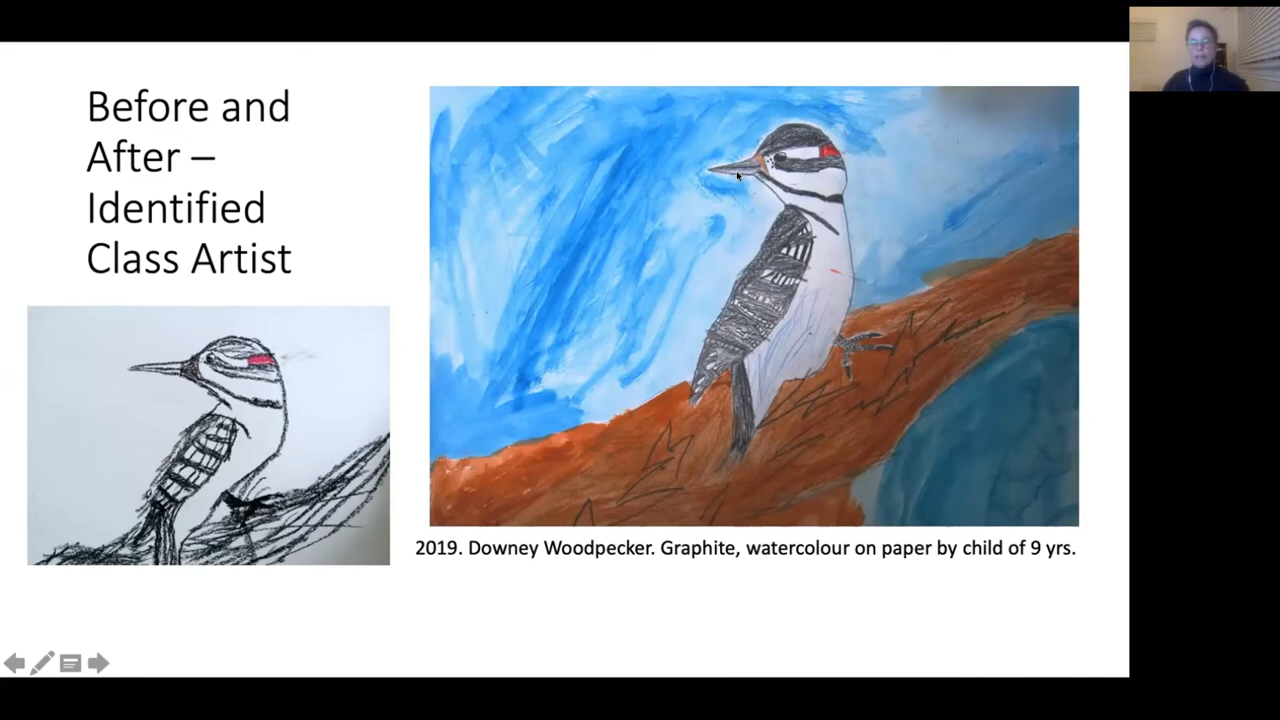 Before and
After –
Identified
Class Artist
2019. Downey Woodpecker. Graphite, watercolour on paper by child of 9 yrs.